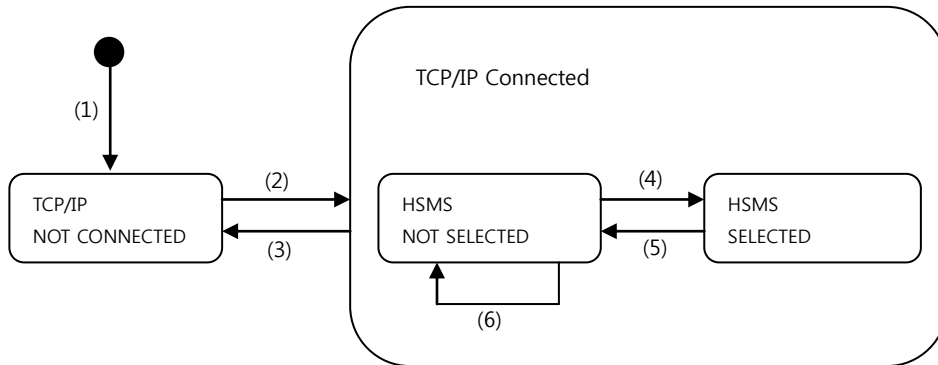 TCP/IP Connected
(1)
TCP/IP
NOT CONNECTED
(2)
(3)
HSMS
NOT SELECTED
(4)
(5)
HSMS
SELECTED
(6)